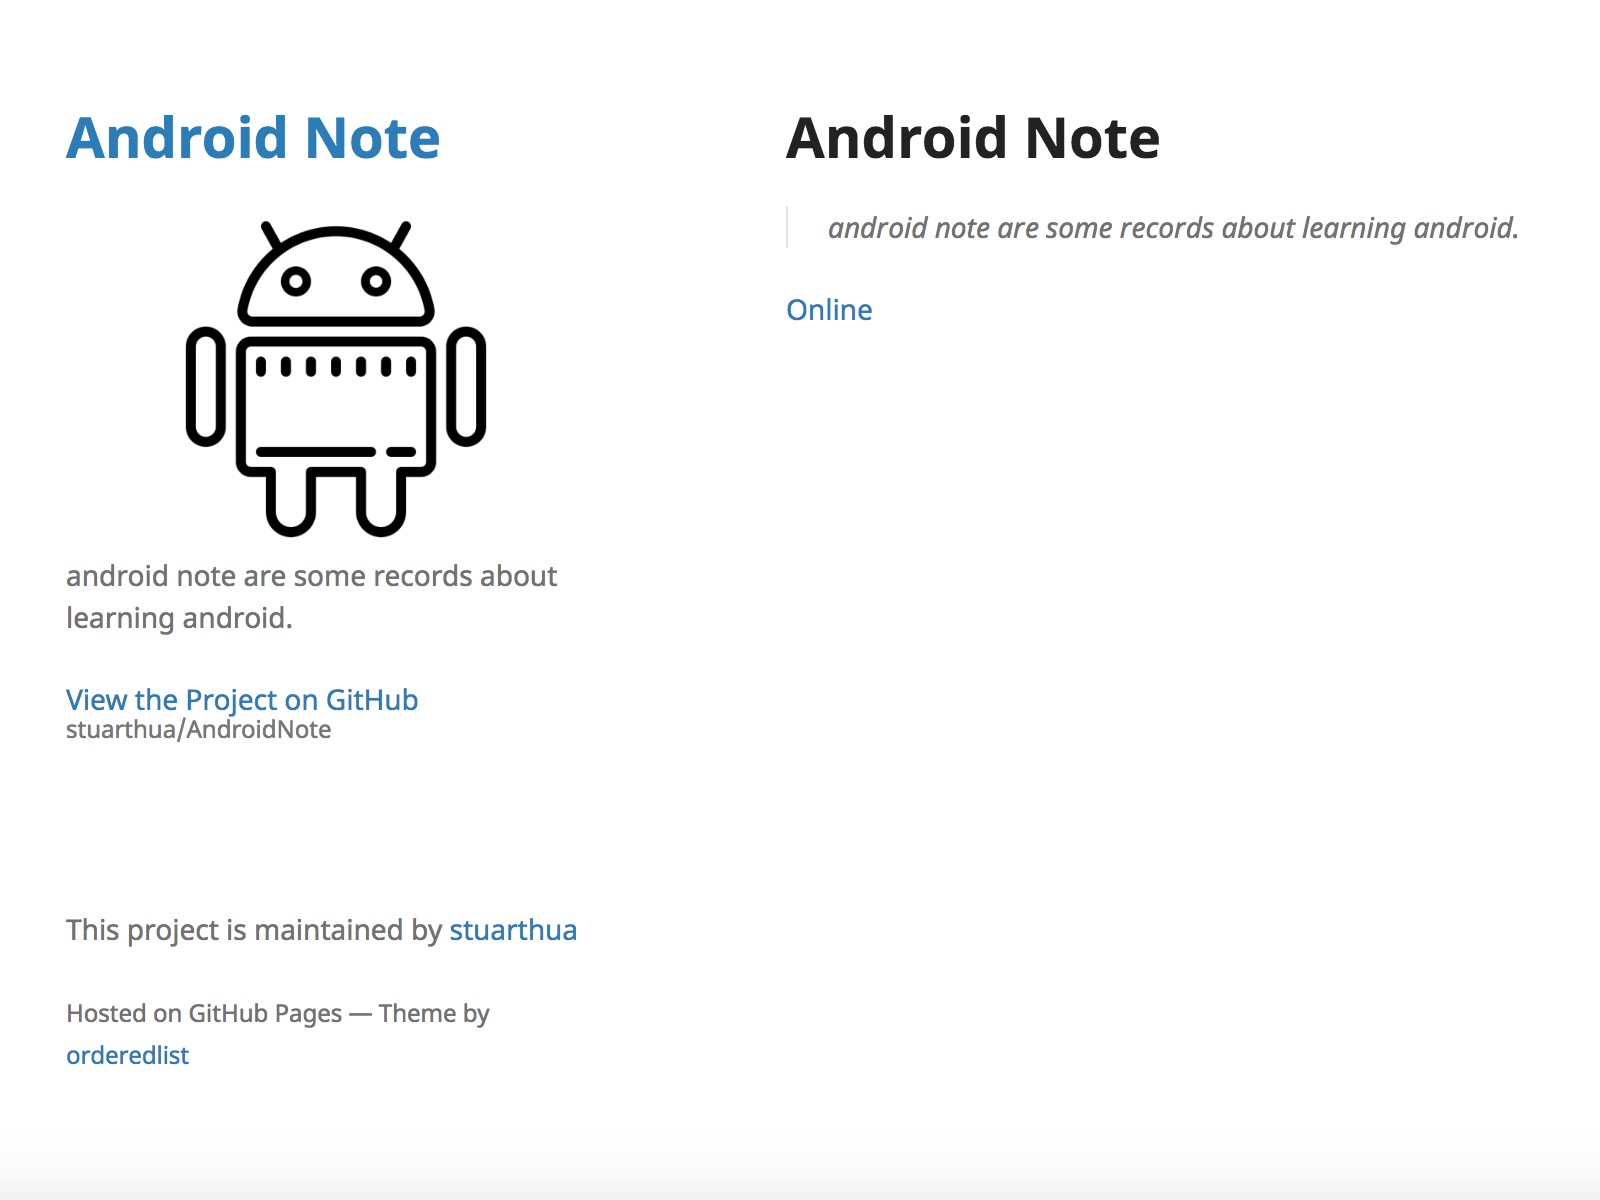 Android Note
android note are some records about
learning android.
View the Project on GitHub
stuarthua/AndroidNote
This project is maintained by stuarthua
Hosted on GitHub Pages — Theme by
orderedlist
Android Note
android note are some records about learning android.
Online